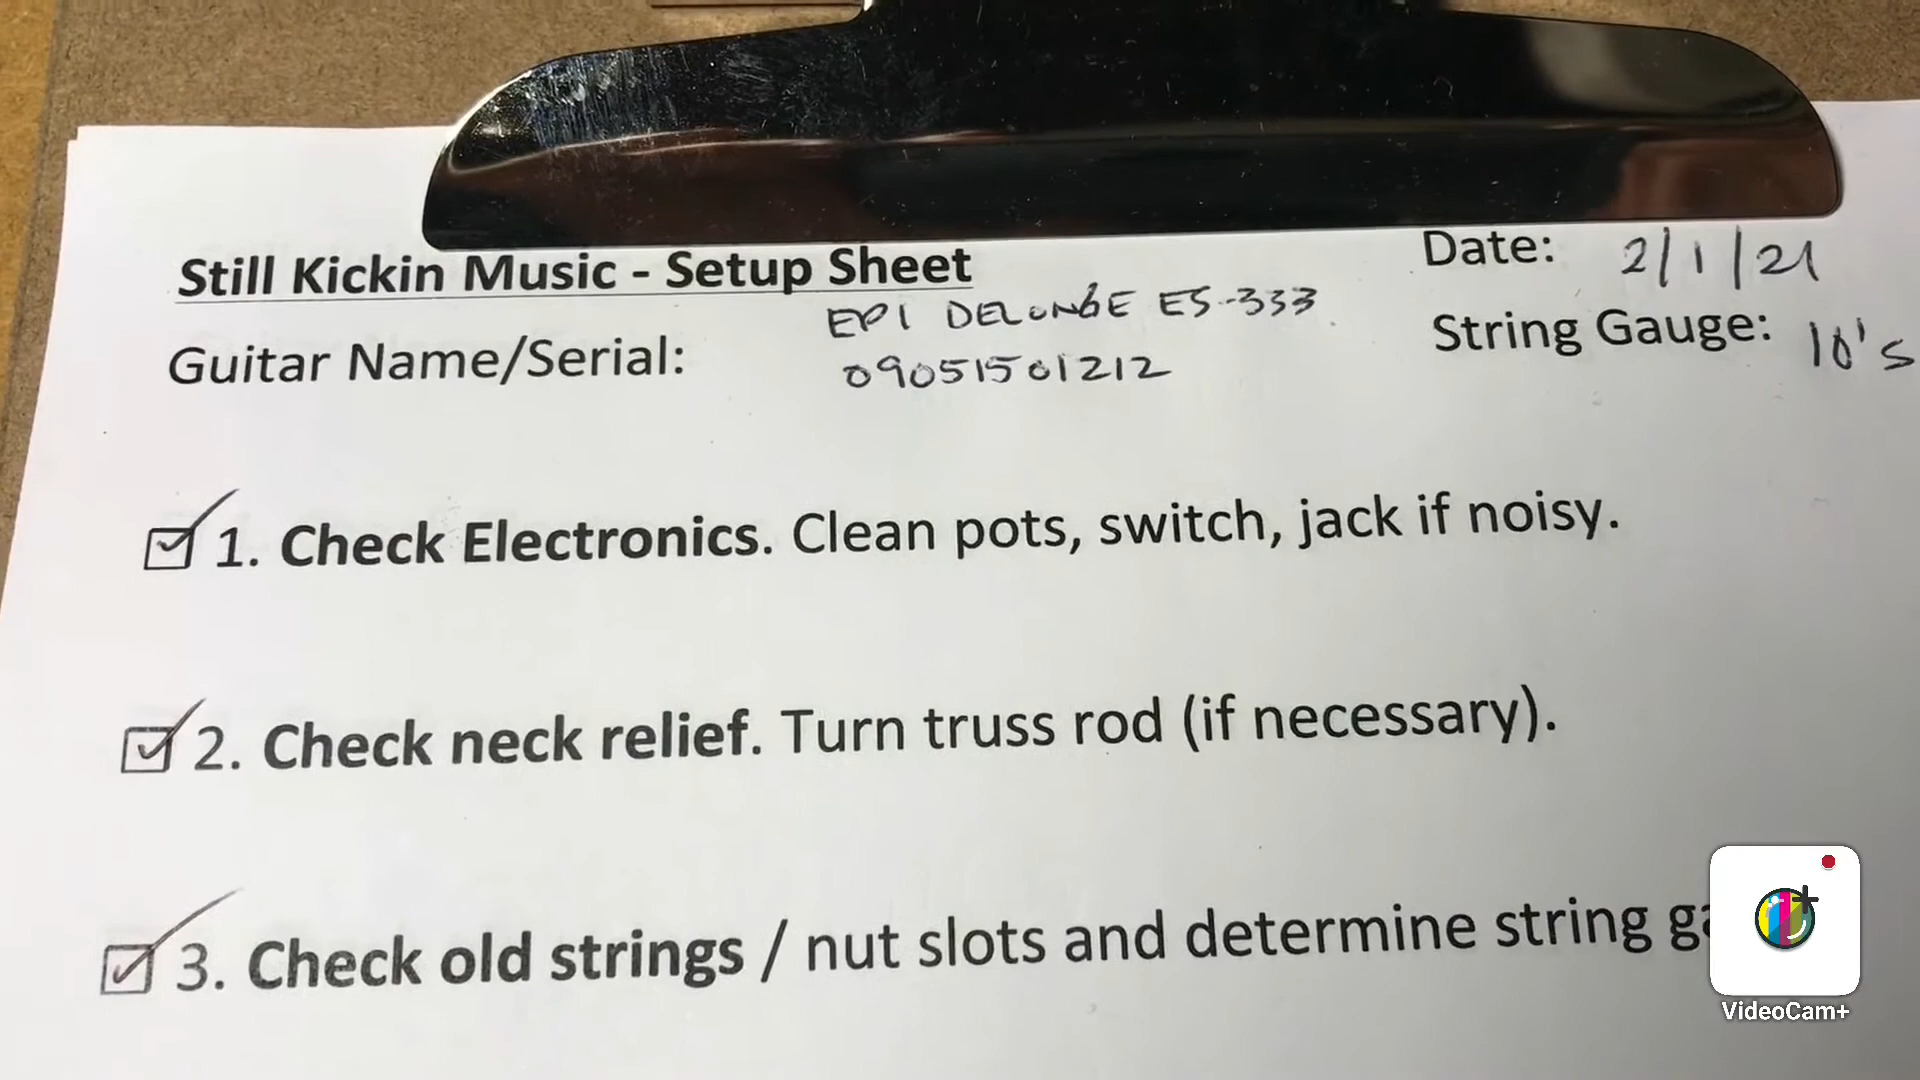 Still Kickin Music - Setup Sheet
Date: 2/1/21
EPI DELONGE ES-333
Guitar Name/Serial:
09051501212
String Gauge: 10's
1. Check Electronics. Clean pots, switch, jack if noisy.
2. Check neck relief. Turn truss rod (if necessary).
3. Check old strings / nut slots and determine string
VideoCam+